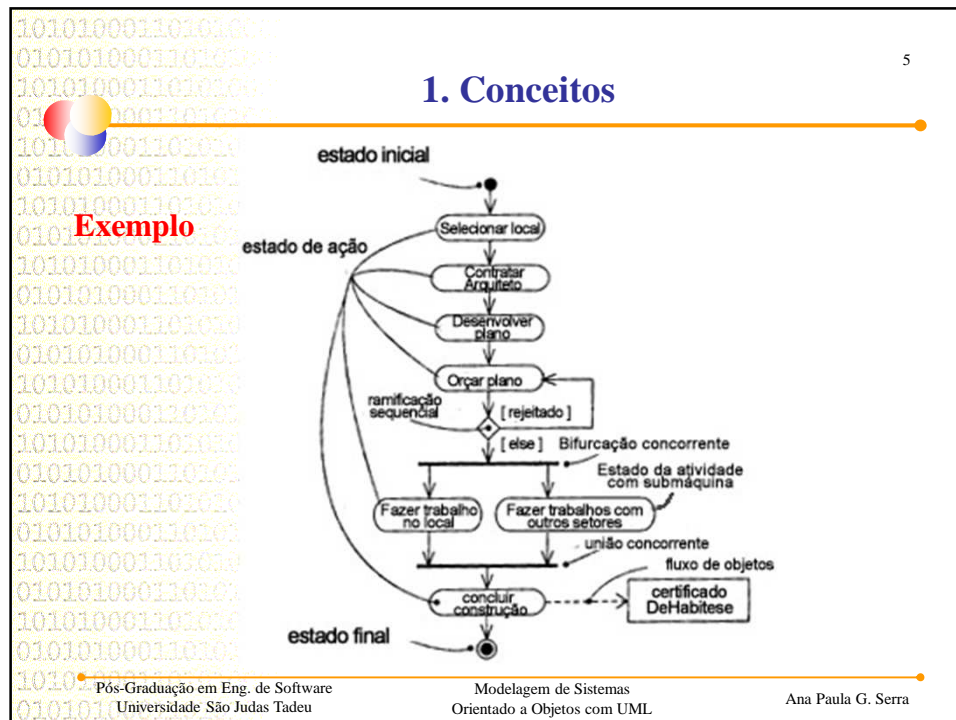 5
1. Conceitos
Exemplo
estado inicial
Selecionar local
estado de ação
Contratar
Arquiteto
Desenvolver
plano
Orçar plano
ramificação
sequencial
[ rejeitado ]
[ else ]
Bifurcação concorrente
Estado da atividade
com submáquina
Fazer trabalho
no local
Fazer trabalhos com
outros setores
união concorrente
fluxo de objetos
concluir
construção
certificado
DeHabitese
estado final
Pós-Graduação em Eng. de Software
Universidade São Judas Tadeu
Modelagem de Sistemas
Orientado a Objetos com UML
Ana Paula G. Serra